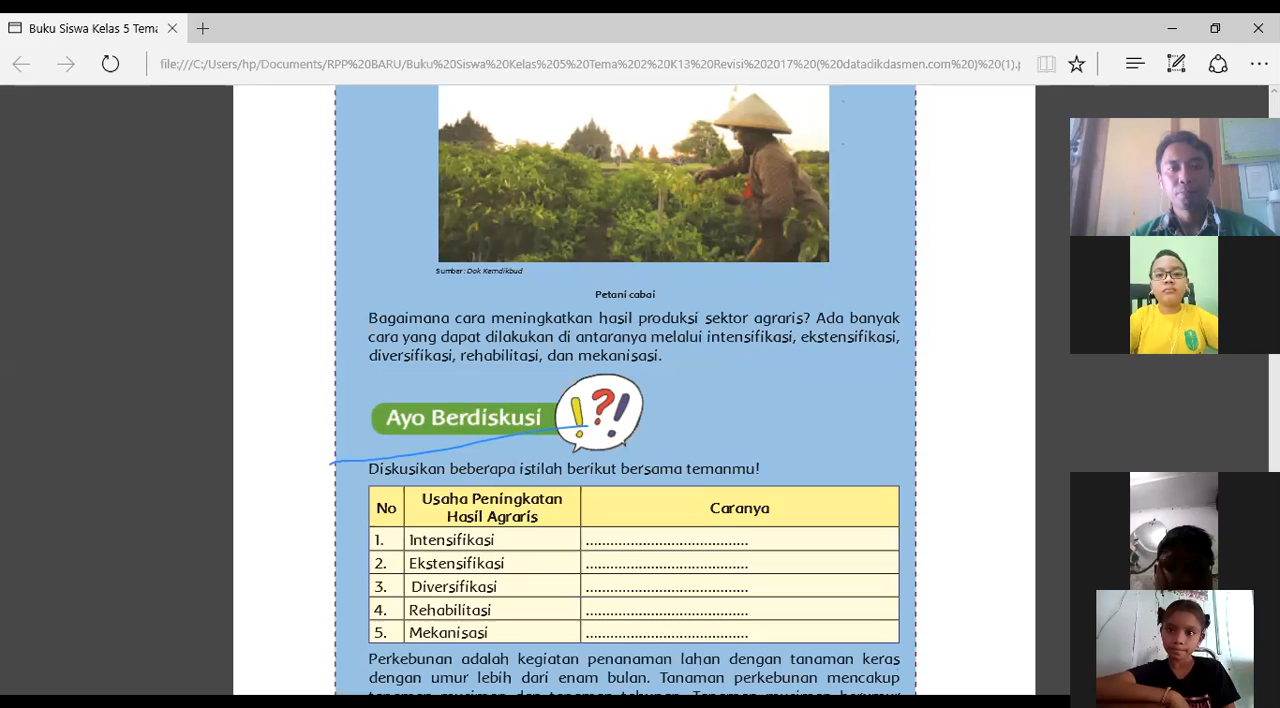 Buku Siswa Kelas 5 Tema
file:///C:/Users/hp/Documents/RPP%20BARU/Buku%20Siswa%20Kelas%205%20Tema%202%20K13%20Revisi%202017%20(%20datadikdasmen.com%20)%20(1).p
Sumber: Dok Kemdikbud
Petani cabai
Bagaimana cara meningkatkan hasil produksi sektor agraris? Ada banyak
cara yang dapat dilakukan di antaranya melalui intensifikasi, ekstensifikasi,
diversifikasi, rehabilitasi, dan mekanisasi.
Ayo Berdiskusi
Diskusikan beberapa istilah berikut bersama temanmu!
No Usaha Peningkatan Hasil Agraris Caranya
1. Intensifikasi ........................................
2. Ekstensifikasi ........................................
3. Diversifikasi ........................................
4. Rehabilitasi ........................................
5. Mekanisasi ........................................
Perkebunan adalah kegiatan penanaman lahan dengan tanaman keras
dengan umur lebih dari enam bulan. Tanaman perkebunan mencakup